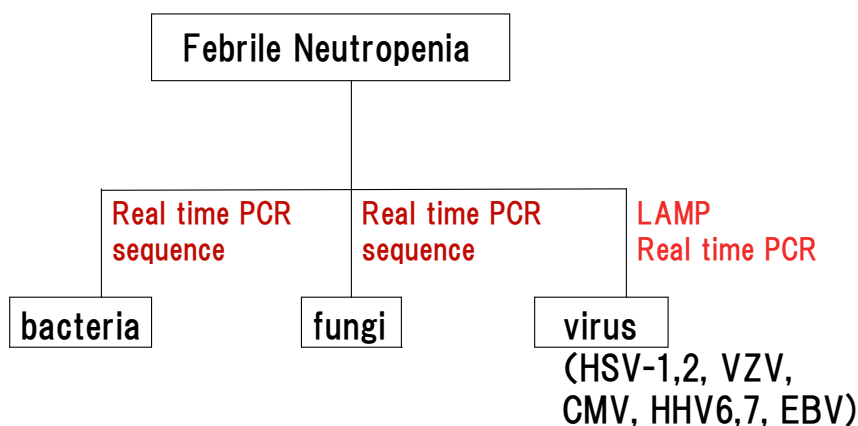 Febrile Neutropenia
Real time PCR
sequence
Real time PCR
sequence
LAMP
Real time PCR
bacteria
fungi
virus
(HSV-1,2, VZV,
CMV, HHV6,7, EBV)